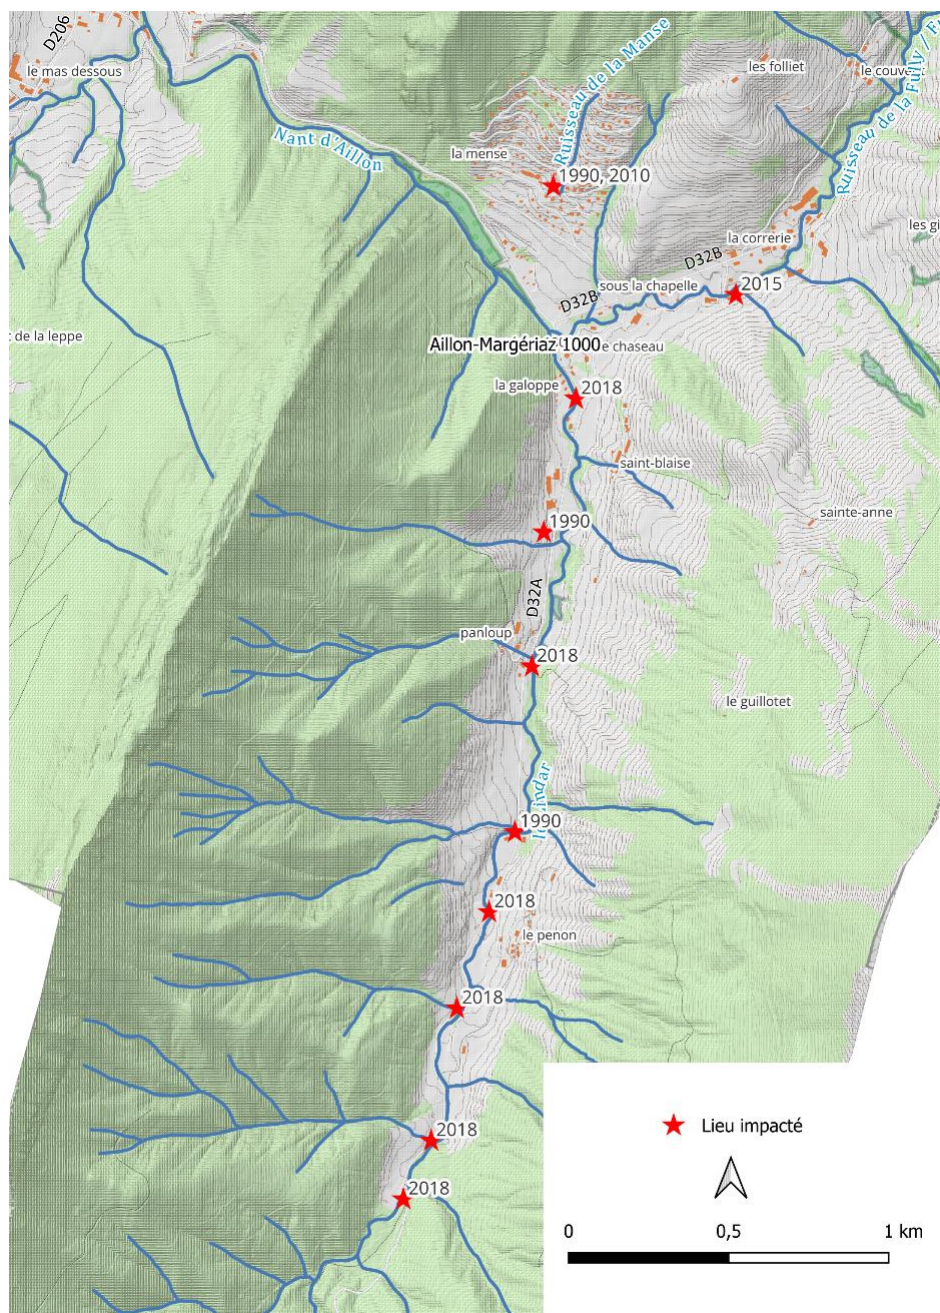 D206
le mas dessous
Nant d'Aillon
Ruisseau de la Manse
les folliet
le couvent
Ruisseau de la Fully / F
la mense
1990, 2010
les gi
la correrie
D32B
sous la chapelle
2015
D32B
t de la leppe
Aillon-Margériaz 1000
e chaseau
la galoppe
2018
saint-blaise
sainte-anne
1990
D32A
panloup
2018
le guillotet
1990
2018
le penon
2018
2018
2018
Lieu impacté
0
0,5
1 km